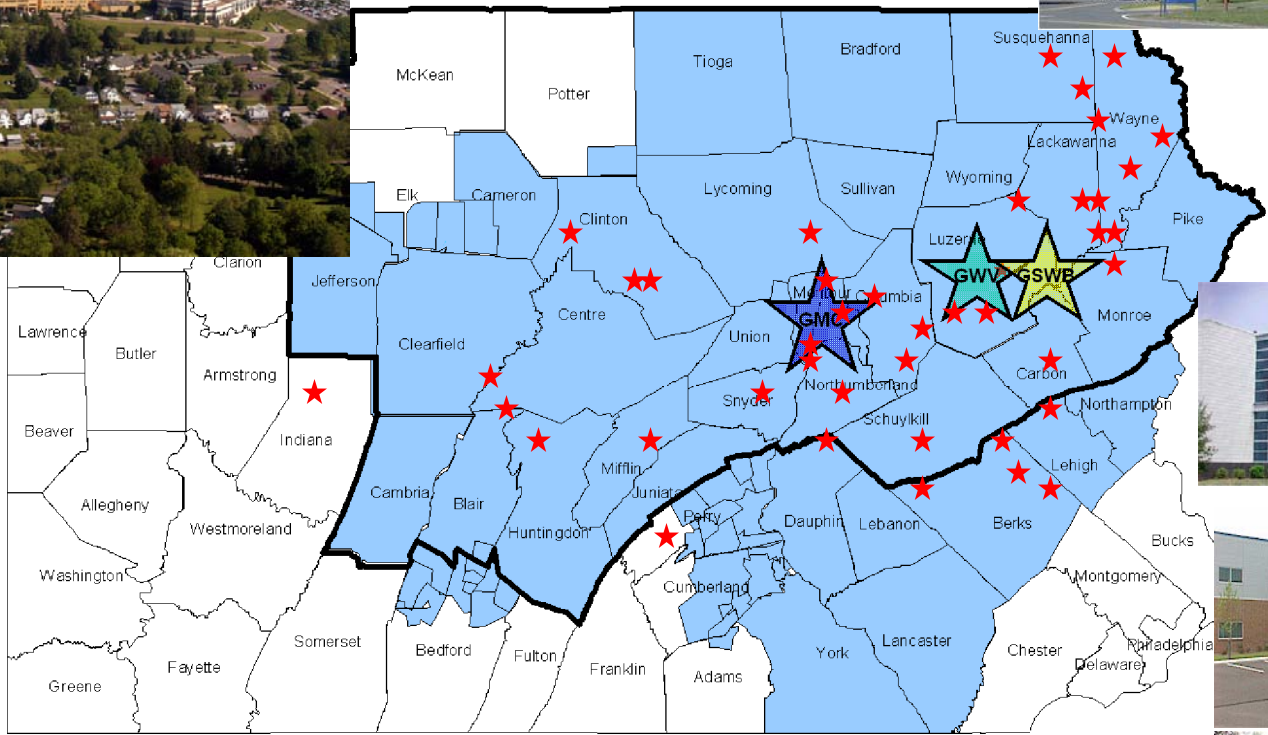 Susquehanna
Bradford
Tioga
McKean
Potter
Wayne
Lackawanna
Wyoming
Elk
Cameron
Lycoming
Sullivan
Clinton
Pike
Luzerne
Clarion
Jefferson
GWV
GSWB
Montour
Columbia
Centre
GMC
Monroe
Lawrence
Butler
Clearfield
Union
Armstrong
Carbon
Northumberland
Snyder
Northampton
Beaver
Indiana
Schuylkill
Mifflin
Lehigh
Cambria
Juniata
Allegheny
Blair
Perry
Westmoreland
Huntingdon
Dauphin
Lebanon
Berks
Bucks
Washington
Cumberland
Montgomery
Somerset
Bedford
Fulton
Franklin
Adams
York
Lancaster
Chester
Delaware
Philadelphia
Fayette
Greene